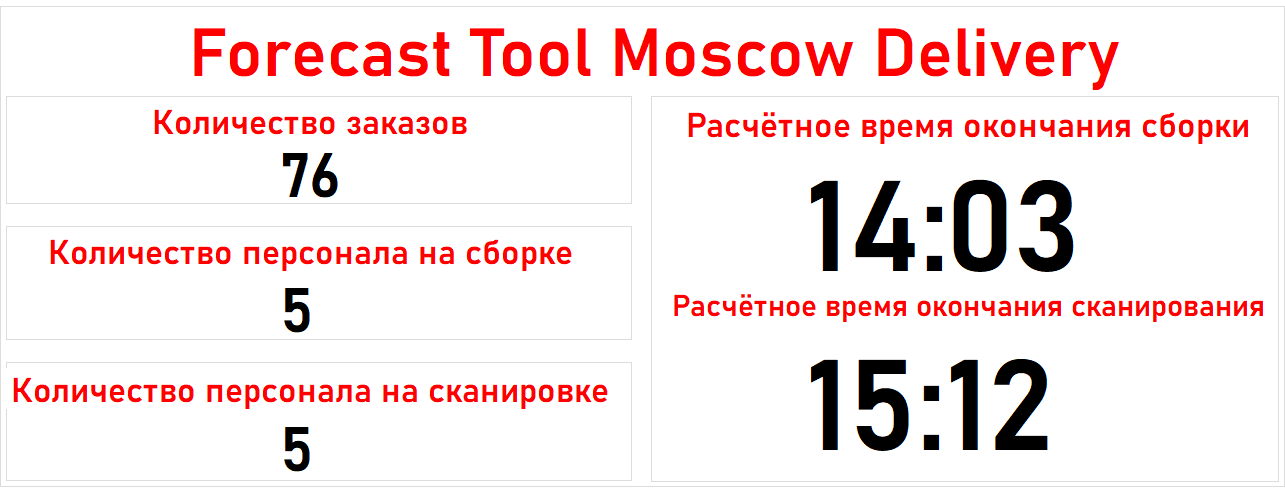 Forecast Tool Moscow Delivery
Количество заказов
76
Количество персонала на сборке
5
Количество персонала на сканировке
5
Расчётное время окончания сборки
14:03
Расчётное время окончания сканирования
15:12